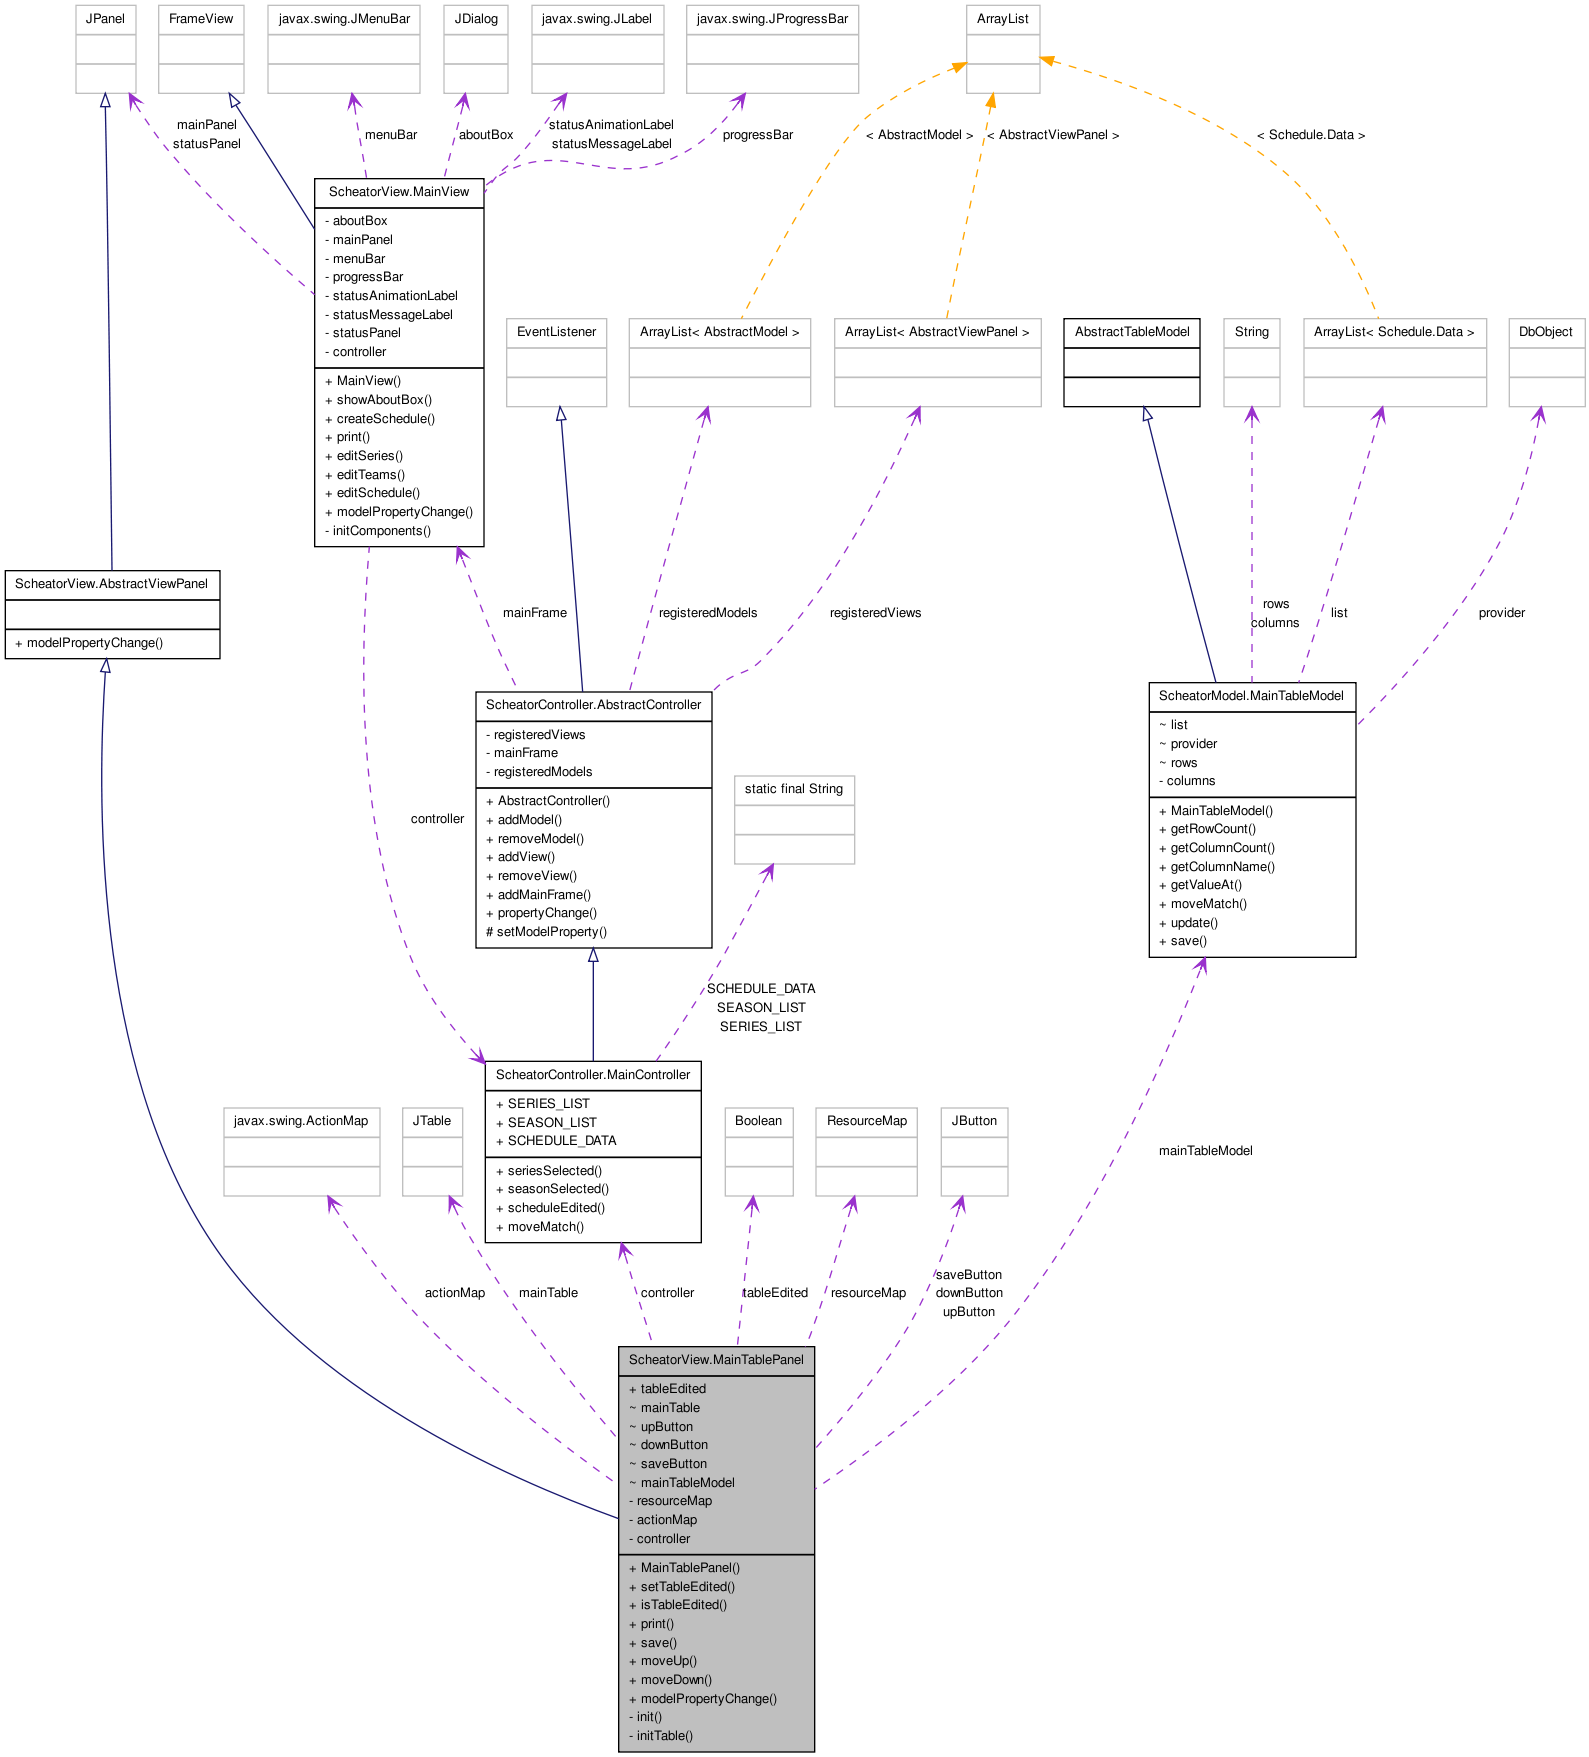 JPanel
FrameView
javax.swing.JMenuBar
JDialog
javax.swing.JLabel
javax.swing.JProgressBar
ArrayList
mainPanel
statusPanel
menuBar
aboutBox
statusAnimationLabel
statusMessageLabel
progressBar
< AbstractModel >
< AbstractViewPanel >
< Schedule.Data >
ScheatorView.MainView
- aboutBox
- mainPanel
- menuBar
- progressBar
- statusAnimationLabel
- statusMessageLabel
- statusPanel
- controller
+ MainView()
+ showAboutBox()
+ createSchedule()
+ print()
+ editSeries()
+ editTeams()
+ editSchedule()
+ modelPropertyChange()
- initComponents()
EventListener
ArrayList< AbstractModel >
ArrayList< AbstractViewPanel >
AbstractTableModel
String
ArrayList< Schedule.Data >
DbObject
ScheatorView.AbstractViewPanel
+ modelPropertyChange()
mainFrame
registeredModels
registeredViews
rows
columns
list
provider
ScheatorController.AbstractController
- registeredViews
- mainFrame
- registeredModels
+ AbstractController()
+ addModel()
+ removeModel()
+ addView()
+ removeView()
+ addMainFrame()
+ propertyChange()
# setModelProperty()
ScheatorModel.MainTableModel
~ list
~ provider
~ rows
- columns
+ MainTableModel()
+ getRowCount()
+ getColumnCount()
+ getColumnName()
+ getValueAt()
+ moveMatch()
+ update()
+ save()
controller
static final String
SCHEDULE_DATA
SEASON_LIST
SERIES_LIST
ScheatorController.MainController
+ SERIES_LIST
+ SEASON_LIST
+ SCHEDULE_DATA
+ seriesSelected()
+ seasonSelected()
+ scheduleEdited()
+ moveMatch()
javax.swing.ActionMap
JTable
Boolean
ResourceMap
JButton
mainTableModel
actionMap
mainTable
controller
tableEdited
resourceMap
saveButton
downButton
upButton
ScheatorView.MainTablePanel
+ tableEdited
~ mainTable
~ upButton
~ downButton
~ saveButton
~ mainTableModel
- resourceMap
- actionMap
- controller
+ MainTablePanel()
+ setTableEdited()
+ isTableEdited()
+ print()
+ save()
+ moveUp()
+ moveDown()
+ modelPropertyChange()
- init()
- initTable()